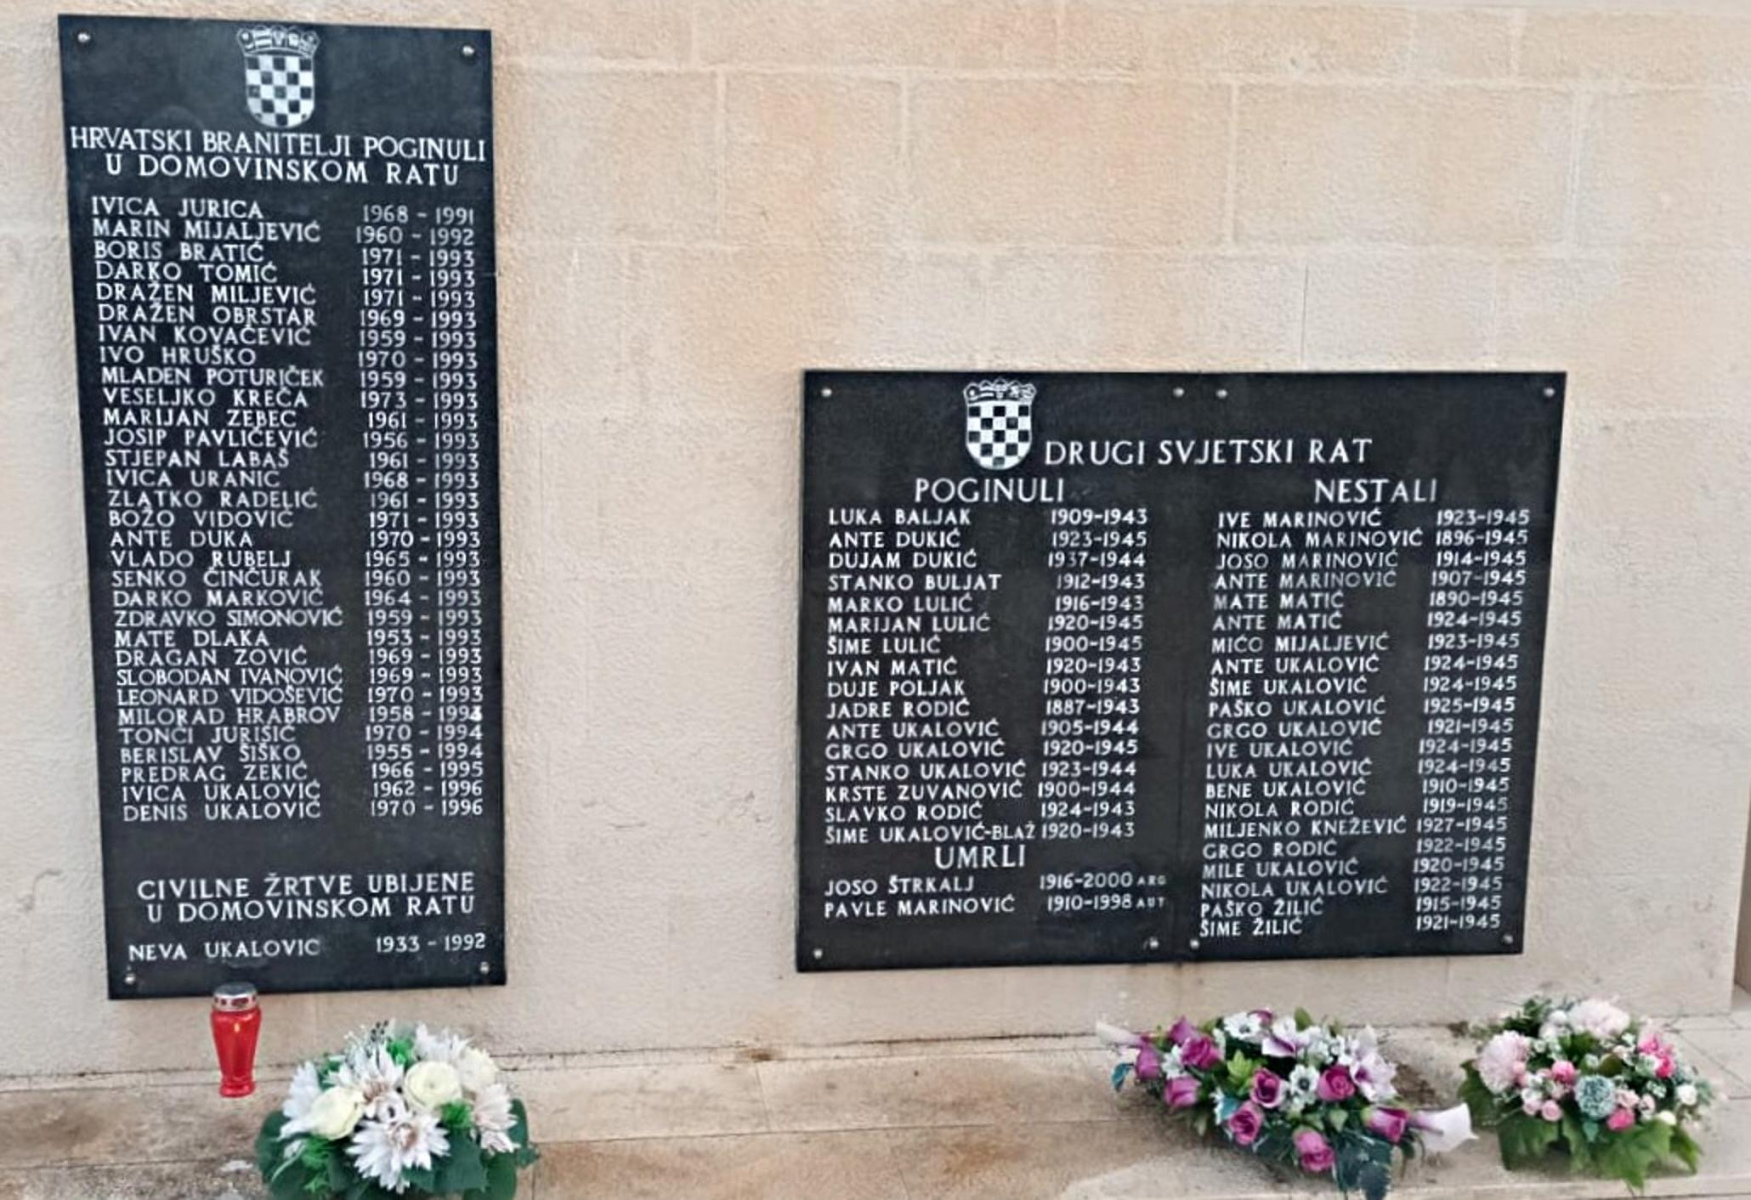 HRVATSKI BRANITELJI POGINULI
U DOMOVINSKOM RATU
IVICA JURICA 1968 - 1991
MARIN MIJALJEVIĆ 1960 - 1992
BORIS BRATIĆ 1971 - 1993
DARKO TOMIĆ 1971 - 1993
DRAŽEN MILJEVIĆ 1971 - 1993
DRAŽEN OBRSTAR 1969 - 1993
IVAN KOVAČEVIĆ 1959 - 1993
IVO HRUŠKO 1970 - 1993
MLADEN POTURIČEK 1959 - 1993
VESELJKO KREČA 1973 - 1993
MARIJAN ZEBEC 1961 - 1993
JOSIP PAVLIČEVIĆ 1956 - 1993
STJEPAN LABAŠ 1961 - 1993
IVICA URANIĆ 1968 - 1993
ZLATKO RADELIĆ 1961 - 1993
BOŽO VIDOVIĆ 1971 - 1993
ANTE DUKA 1970 - 1993
VLADO RUBELJ 1965 - 1993
SENKO ČINČURAK 1960 - 1993
DARKO MARKOVIĆ 1964 - 1993
ZDRAVKO SIMONOVIĆ 1959 - 1993
MATE DLAKA 1953 - 1993
DRAGAN ZOVIĆ 1969 - 1993
SLOBODAN IVANOVIĆ 1969 - 1993
LEONARD VIDOŠEVIĆ 1970 - 1993
MILORAD HRABROV 1958 -
TONČI JURIŠIĆ 1970 - 1994
BERISLAV ŠIŠKO 1955 - 1994
PREDRAG ZEKIĆ 1966 - 1995
IVICA UKALOVIĆ 1962 - 1996
DENIS UKALOVIĆ 1970 - 1996
CIVILNE ŽRTVE UBIJENE
U DOMOVINSKOM RATU
NEVA UKALOVIC 1933 - 1992
DRUGI SVJETSKI RAT
POGINULI
LUKA BALJAK 1909-1943
ANTE DUKIĆ 1923-1945
DUJAM DUKIĆ 1937-1944
STANKO BULJAT 1912-1943
MARKO LULIĆ 1916-1943
MARIJAN LULIĆ 1920-1945
ŠIME LULIĆ 1900-1945
IVAN MATIĆ 1920-1943
DUJE POLJAK 1900-1943
JADRE RODIĆ 1887-1943
ANTE UKALOVIĆ 1905-1944
GRGO UKALOVIĆ 1920-1945
STANKO UKALOVIĆ 1923-1944
KRSTE ZUVANOVIĆ 1900-1944
SLAVKO RODIĆ 1924-1943
ŠIME UKALOVIĆ-BLAŽ 1920-1943
UMRLI
JOSO ŠTRKALJ 1916-2000 ARG
PAVLE MARINOVIĆ 1910-1998 AUT
NESTALI
IVE MARINOVIĆ 1923-1945
NIKOLA MARINOVIĆ 1896-1945
JOSO MARINOVIĆ 1914-1945
ANTE MARINOVIĆ 1907-1945
MATE MATIĆ 1890-1945
ANTE MATIĆ 1924-1945
MIĆO MIJALJEVIĆ 1923-1945
ANTE UKALOVIĆ 1924-1945
ŠIME UKALOVIĆ 1924-1945
PAŠKO UKALOVIĆ 1925-1945
GRGO UKALOVIĆ 1921-1945
IVE UKALOVIĆ 1924-1945
LUKA UKALOVIĆ 1924-1945
BENE UKALOVIĆ 1910-1945
NIKOLA RODIĆ 1919-1945
MILJENKO KNEŽEVIĆ 1927-1945
GRGO RODIĆ 1922-1945
MILE UKALOVIĆ 1920-1945
NIKOLA UKALOVIĆ 1922-1945
PAŠKO ŽILIĆ 1915-1945
ŠIME ŽILIĆ 1921-1945